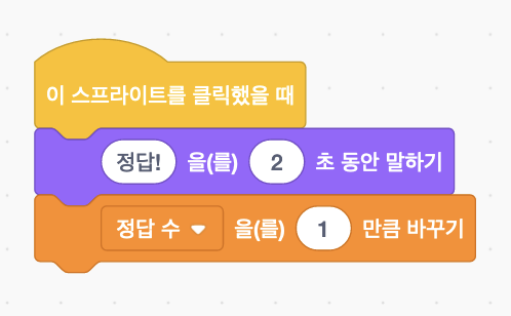 이 스프라이트를 클릭했을 때
정답! 을(를) 2 초 동안 말하기
정답 수 을(를) 1 만큼 바꾸기